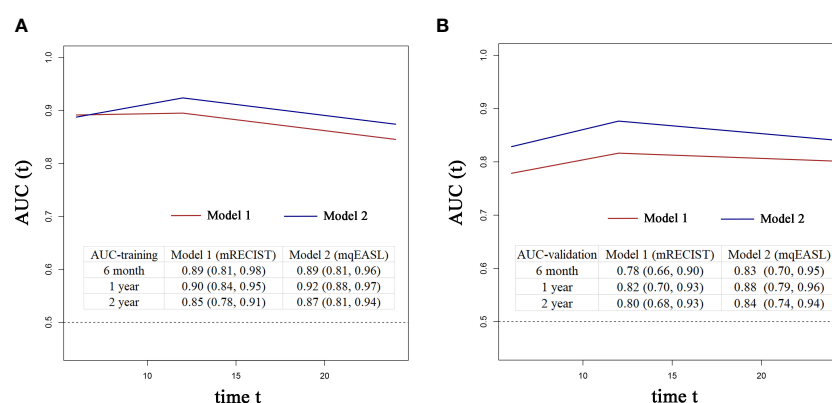 A
AUC (t)
1.0
0.9
0.8
0.7
0.6
0.5
Model 1
Model 2
AUC-training Model 1 (mRECIST) Model 2 (mqEASL)
6 month 0.89 (0.81, 0.98) 0.89 (0.81, 0.96)
1 year 0.90 (0.84, 0.95) 0.92 (0.88, 0.97)
2 year 0.85 (0.78, 0.91) 0.87 (0.81, 0.94)
10 15 20
time t
B
AUC (t)
1.0
0.9
0.8
0.7
0.6
0.5
Model 1
Model 2
AUC-validation Model 1 (mRECIST) Model 2 (mqEASL)
6 month 0.78 (0.66, 0.90) 0.83 (0.70, 0.95)
1 year 0.82 (0.70, 0.93) 0.88 (0.79, 0.96)
2 year 0.80 (0.68, 0.93) 0.84 (0.74, 0.94)
10 15 20
time t